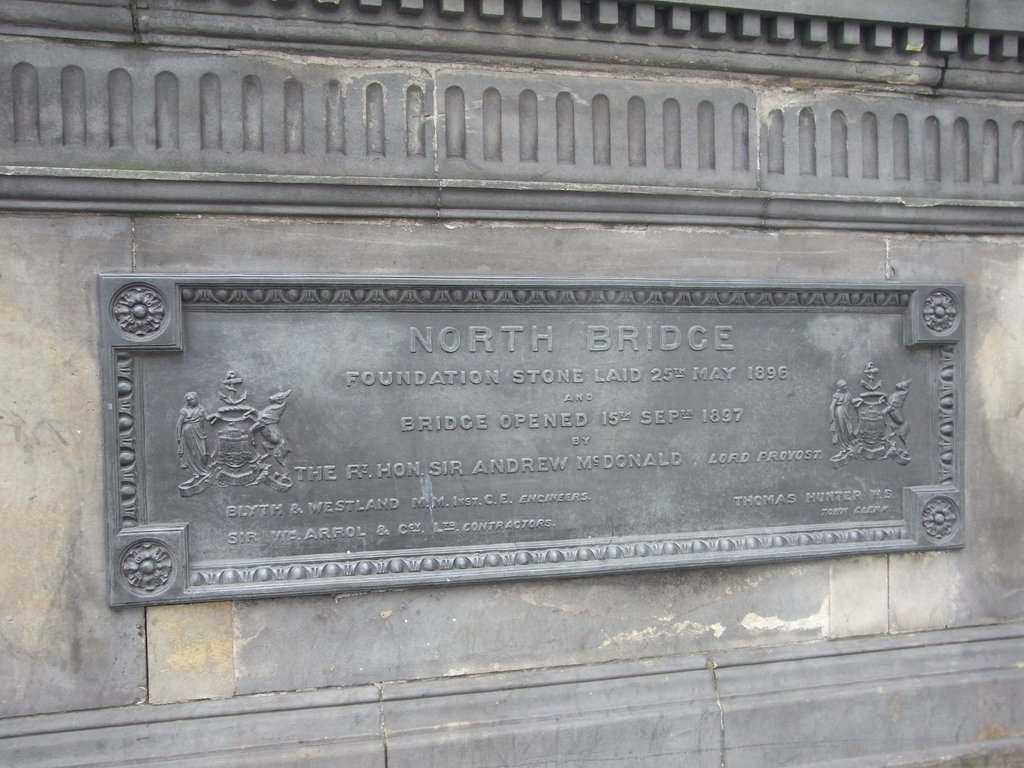 NORTH BRIDGE
FOUNDATION STONE LAID 25TH MAY 1896
AND
BRIDGE OPENED 15TH SEPTR 1897
BY
THE RT. HON. SIR ANDREW McDONALD, LORD PROVOST.
BLYTH & WESTLAND M.M. INST. C.E. ENGINEERS.
THOMAS HUNTER W.S.
SIR WM. ARROL & COY. LTD. CONTRACTORS.
TOWN CLERK